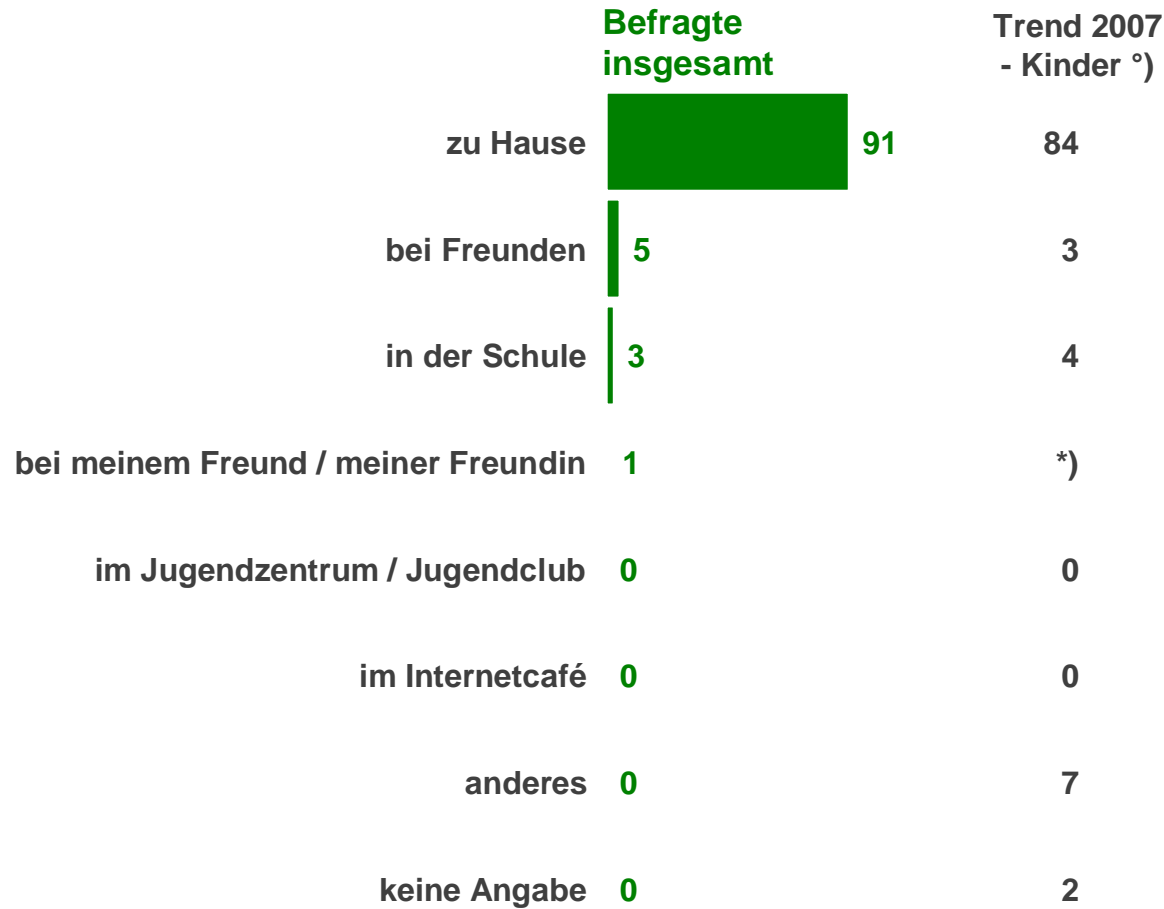 Befragte
insgesamt
Trend 2007
- Kinder °)
zu Hause 91 84
bei Freunden 5 3
in der Schule 3 4
bei meinem Freund / meiner Freundin 1 *)
im Jugendzentrum / Jugendclub 0 0
im Internetcafé 0 0
anderes 0 7
keine Angabe 0 2